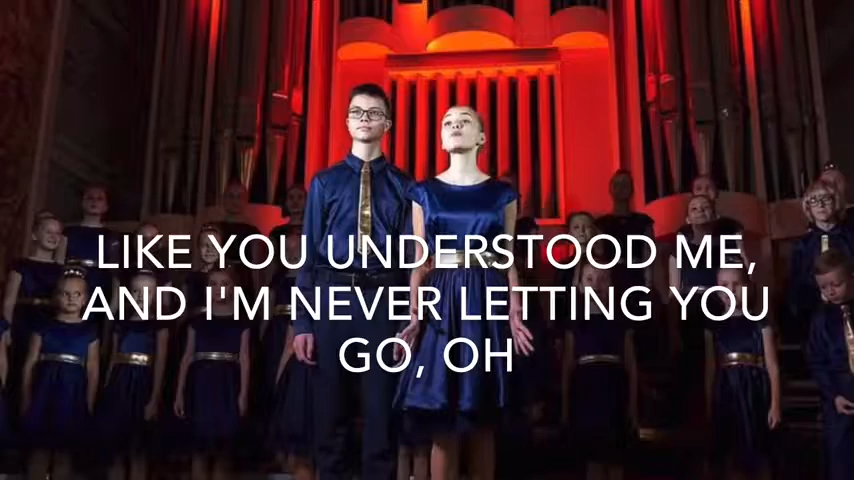 LIKE YOU UNDERSTOOD ME,
AND I'M NEVER LETTING YOU
GO, OH